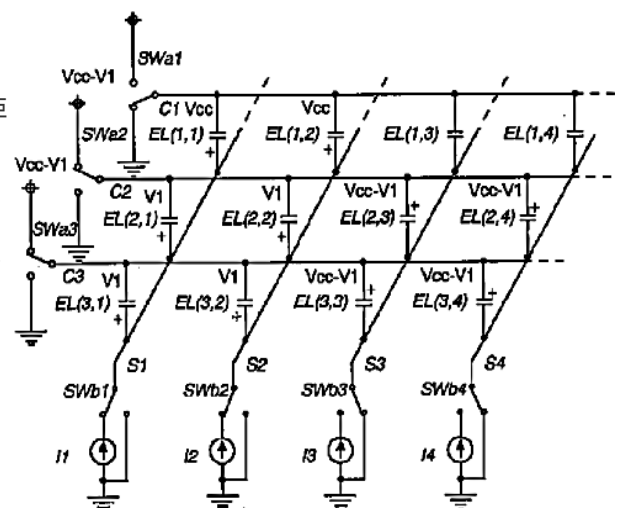 SWa1
Vcc-V1
C1 Vcc Vcc
SWa2 EL(1,1) EL(1,2) EL(1,3) EL(1,4)
+ +
Vcc-V1
C2 V1 V1 Vcc-V1 Vcc-V1
EL(2,1) EL(2,2) EL(2,3) EL(2,4)
SWa3 + + + +
C3 V1 V1 Vcc-V1 Vcc-V1
EL(3,1) EL(3,2) EL(3,3) EL(3,4)
+ + + +
S1 S2 S3 S4
SWb1 SWb2 SWb3 SWb4
I1 I2 I3 I4